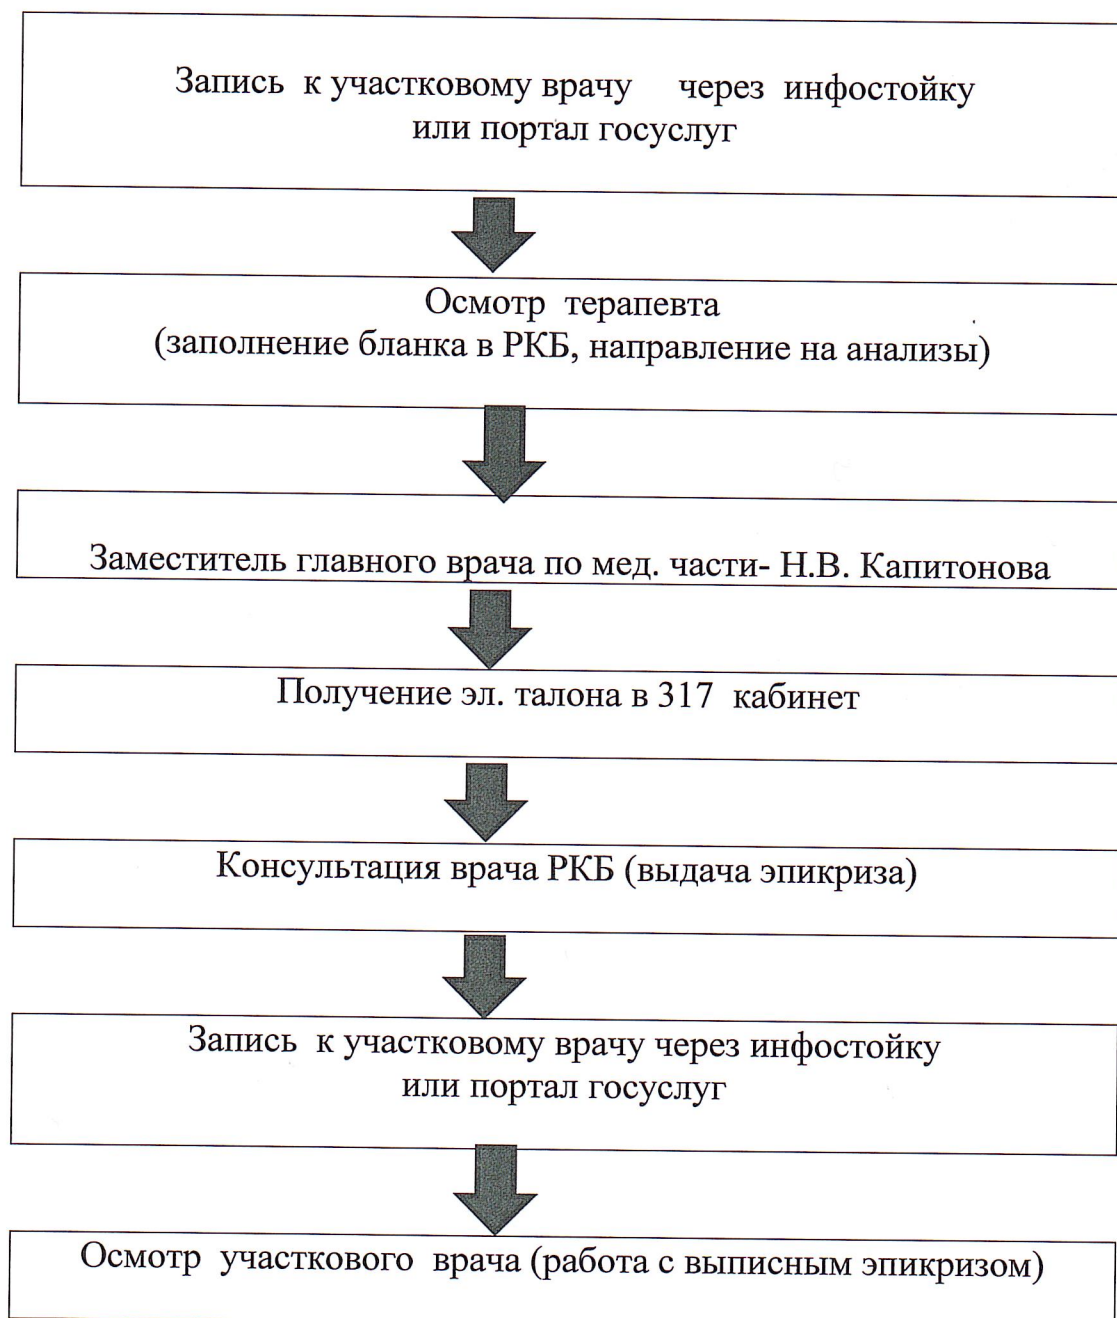 Запись к участковому врачу через инфостойку
или портал госуслуг
Осмотр терапевта
(заполнение бланка в РКБ, направление на анализы)
Заместитель главного врача по мед. части- Н.В. Капитонова
Получение эл. талона в 317 кабинет
Консультация врача РКБ (выдача эпикриза)
Запись к участковому врачу через инфостойку
или портал госуслуг
Осмотр участкового врача (работа с выписным эпикризом)